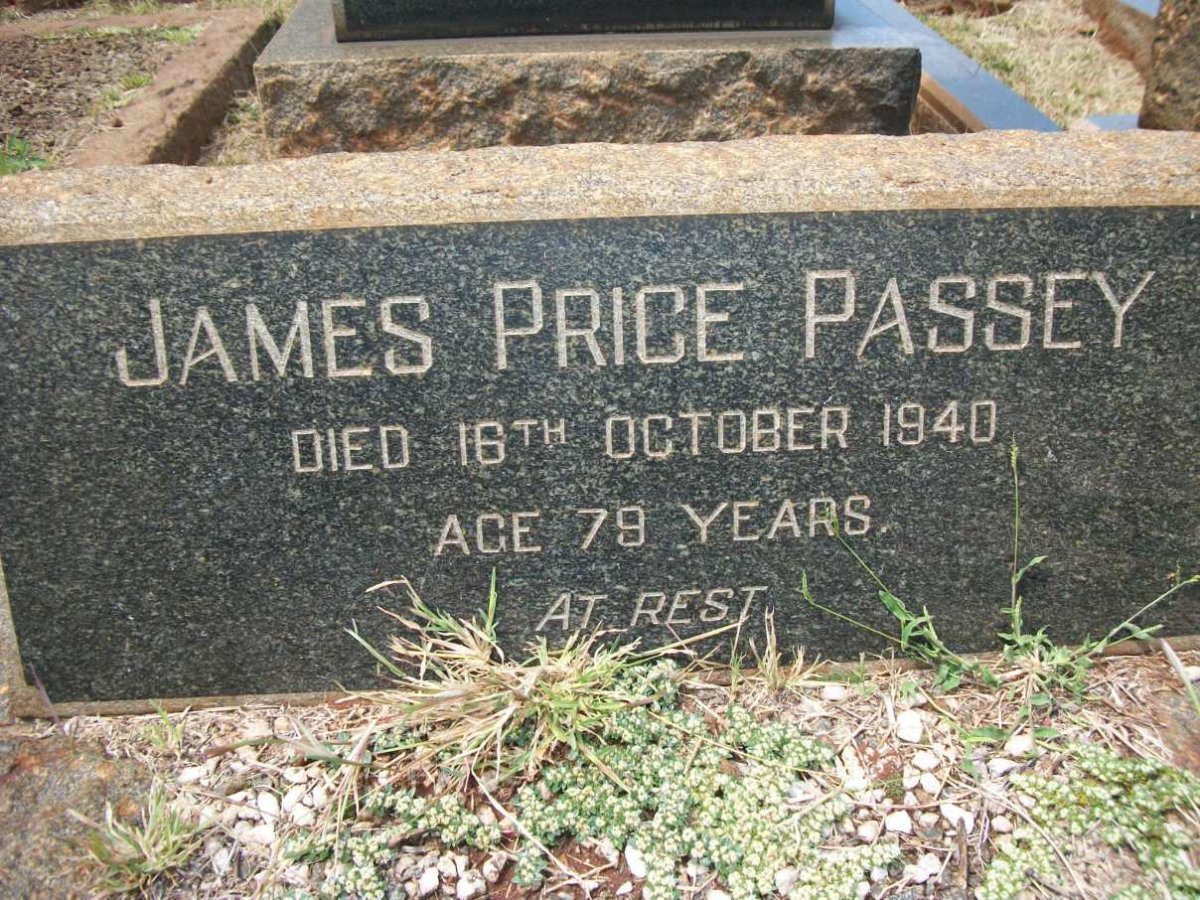 JAMES PRICE PASSEY
DIED 16TH OCTOBER 1940
AGE 79 YEARS
AT REST